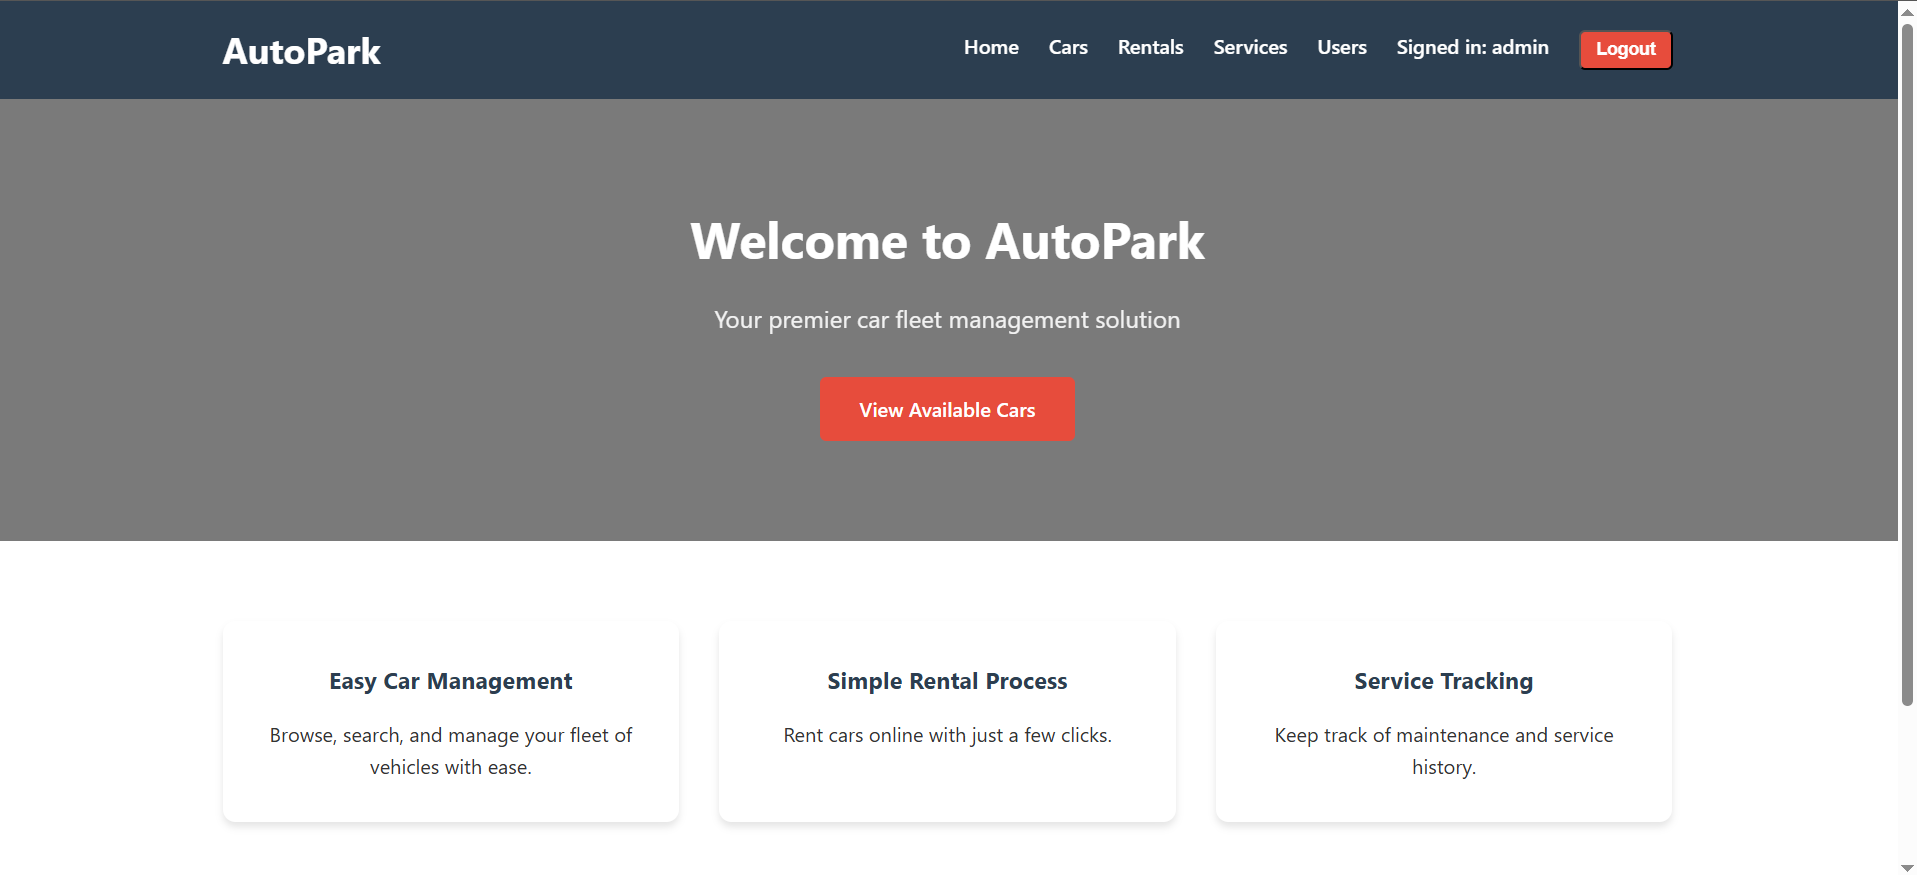 AutoPark
Home Cars Rentals Services Users Signed in: admin Logout
Welcome to AutoPark
Your premier car fleet management solution
View Available Cars
Easy Car Management
Browse, search, and manage your fleet of
vehicles with ease.
Simple Rental Process
Rent cars online with just a few clicks.
Service Tracking
Keep track of maintenance and service
history.